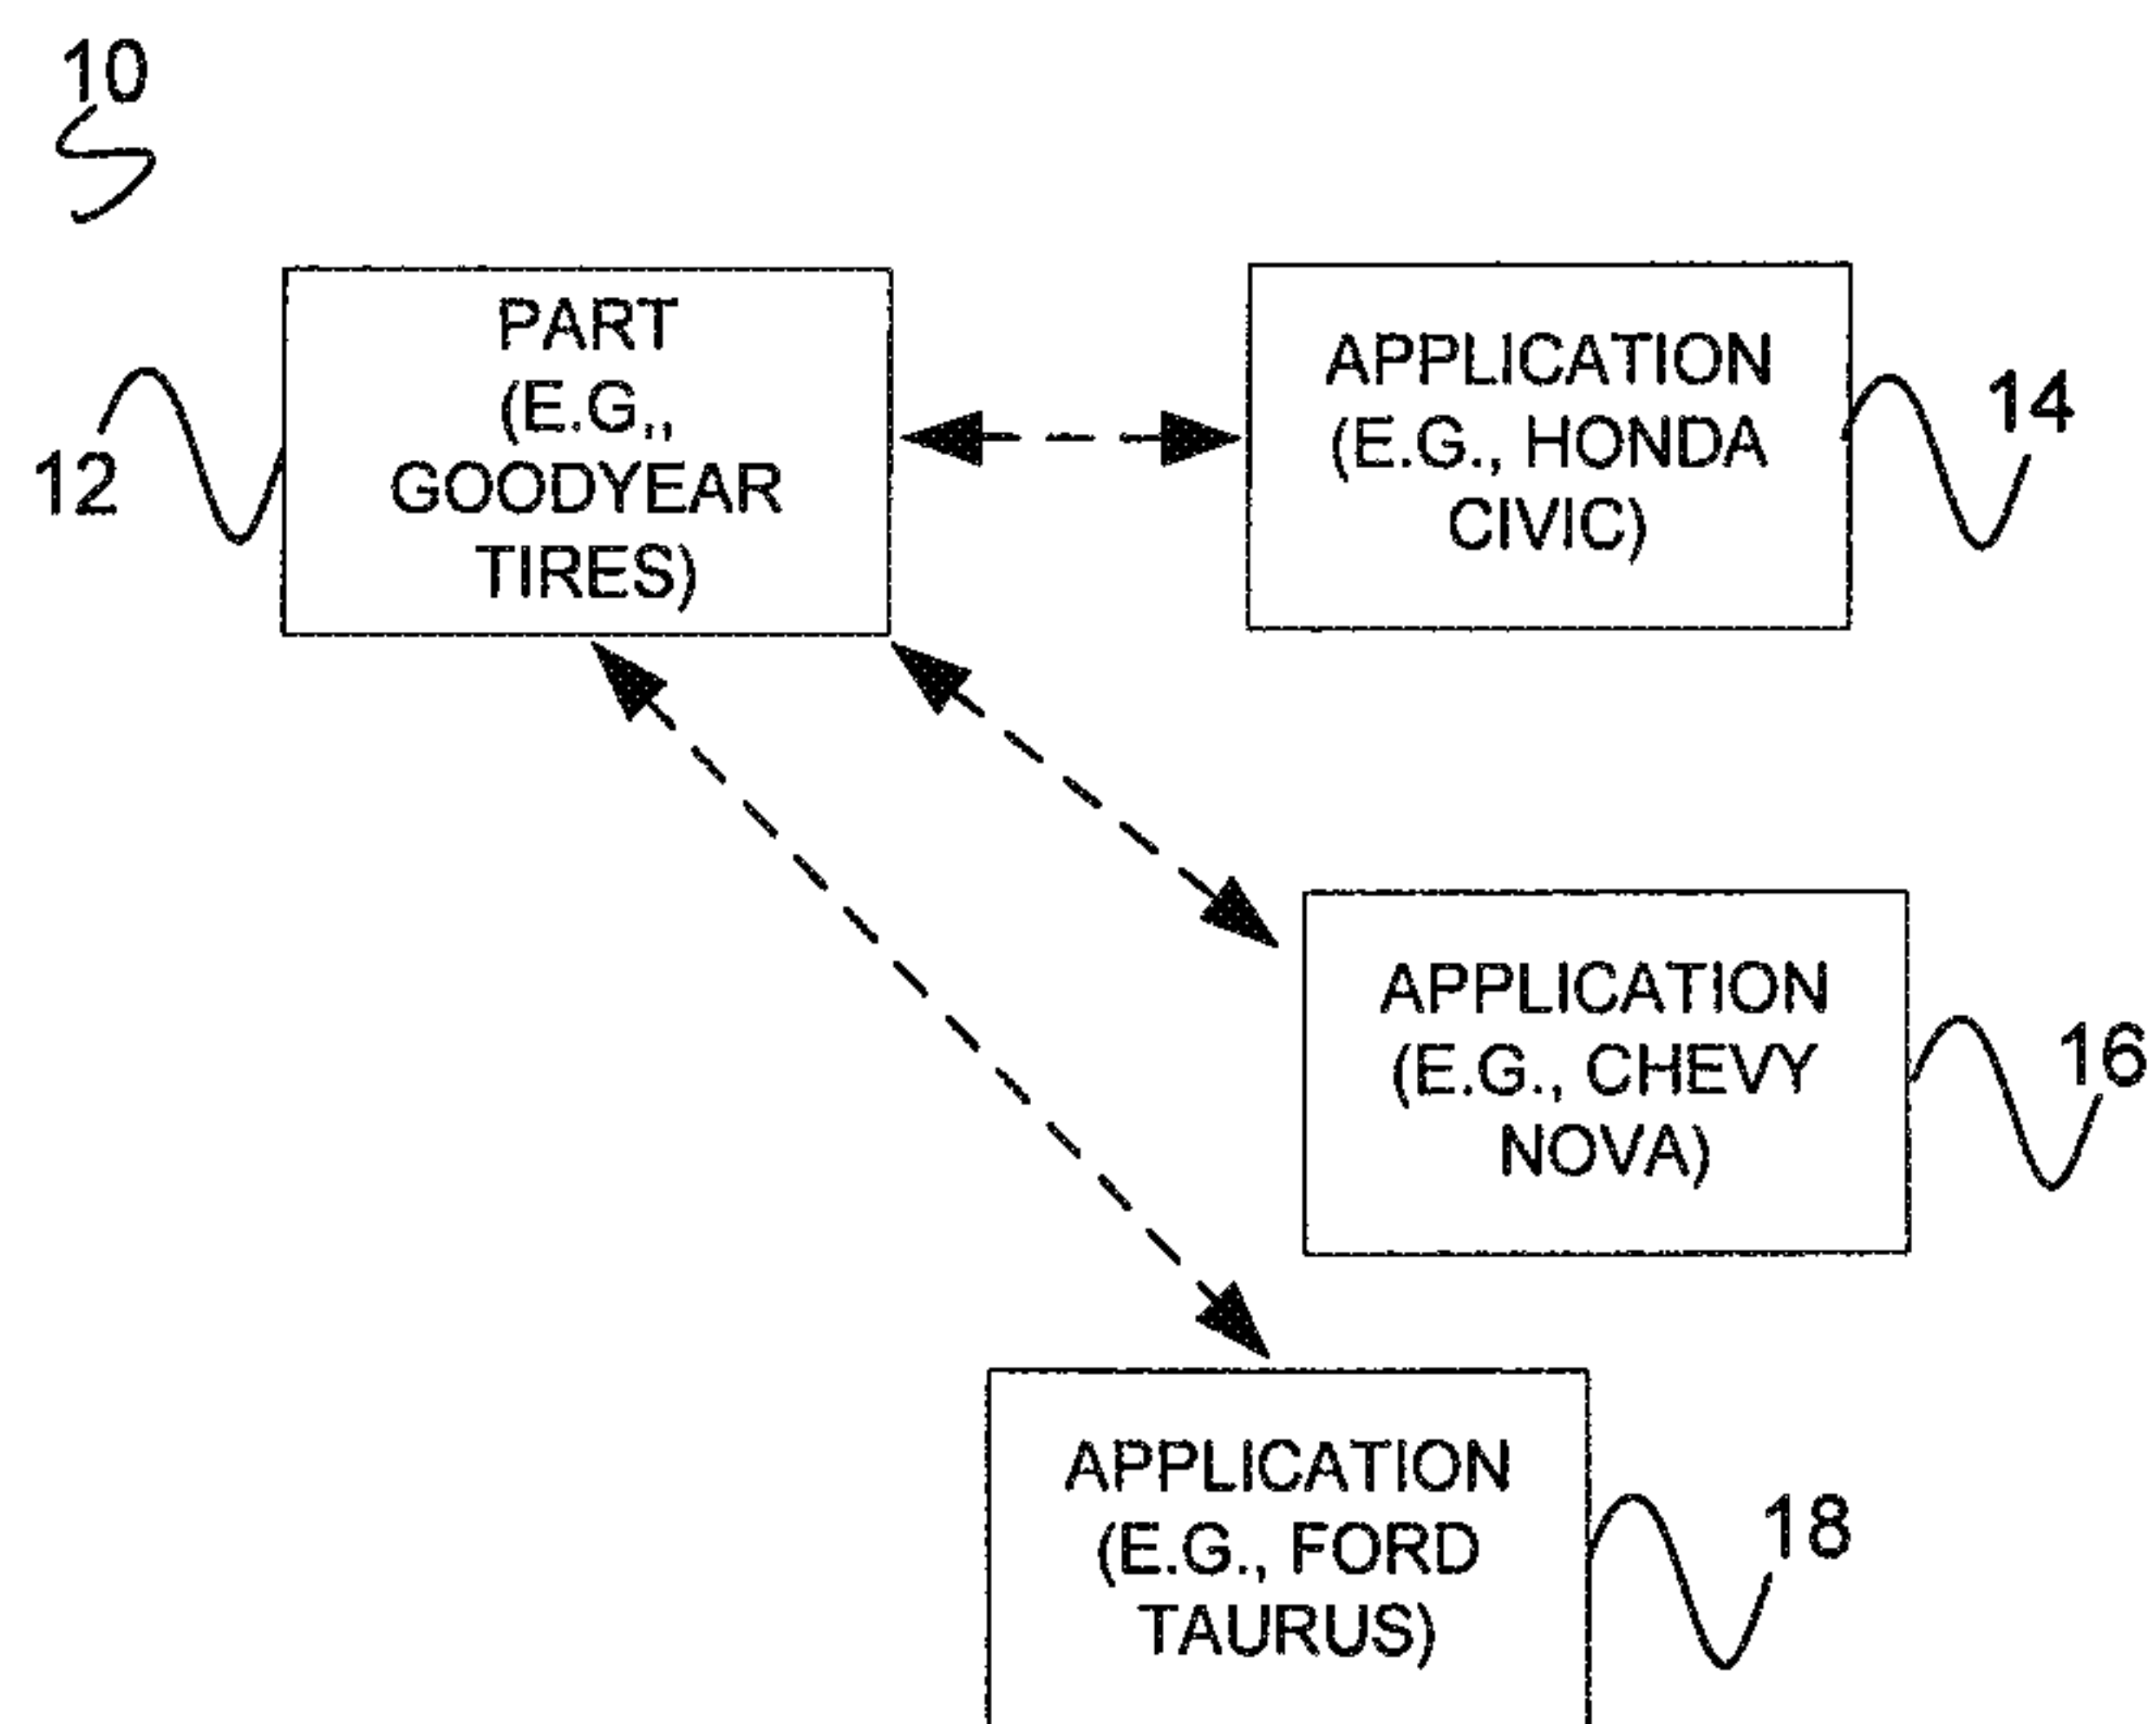 10
PART
(E.G.,
GOODYEAR
TIRES)
12
APPLICATION
(E.G., HONDA
CIVIC)
14
APPLICATION
(E.G., CHEVY
NOVA)
16
APPLICATION
(E.G., FORD
TAURUS)
18